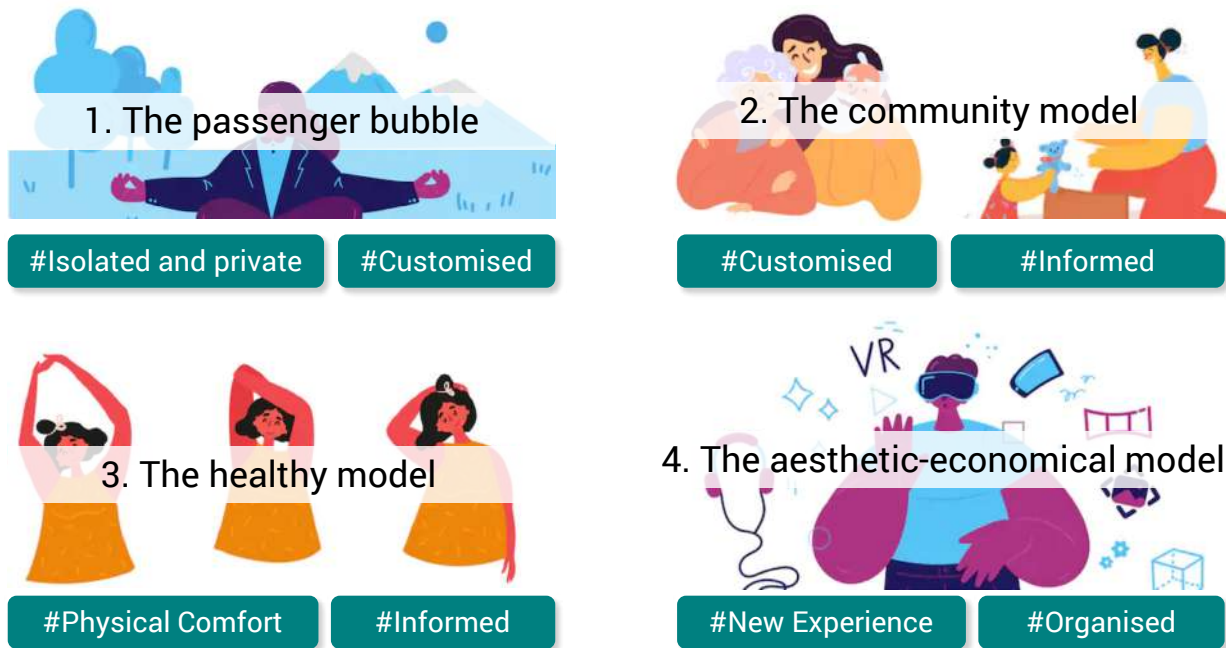 1. The passenger bubble
#Isolated and private
#Customised
2. The community model
#Customised
#Informed
3. The healthy model
#Physical Comfort
#Informed
VR
4. The aesthetic-economical model
#New Experience
#Organised